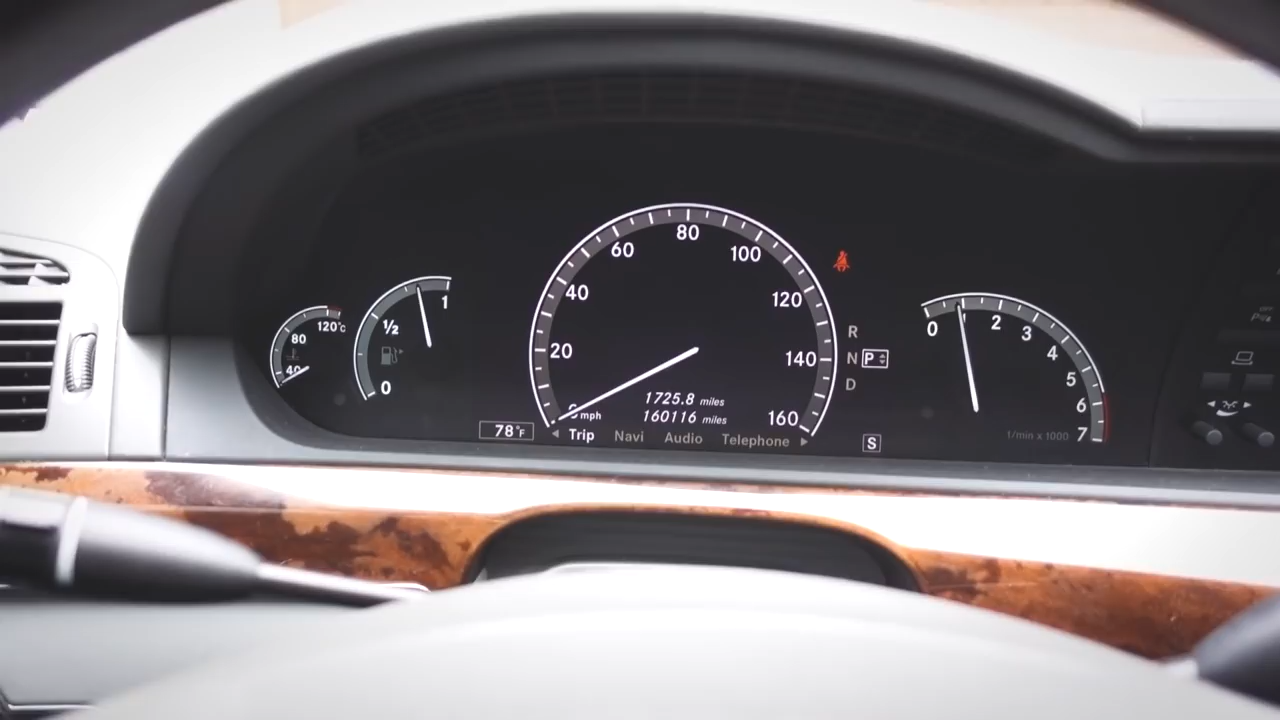 120°C
80
40
1
½
0
80
60
100
40
120
20
140
160
mph
1725.8 miles
160116 miles
78°F
Trip Navi Audio Telephone
R
N P
D
S
0 2 3 4 5 6 7
1/min x 1000